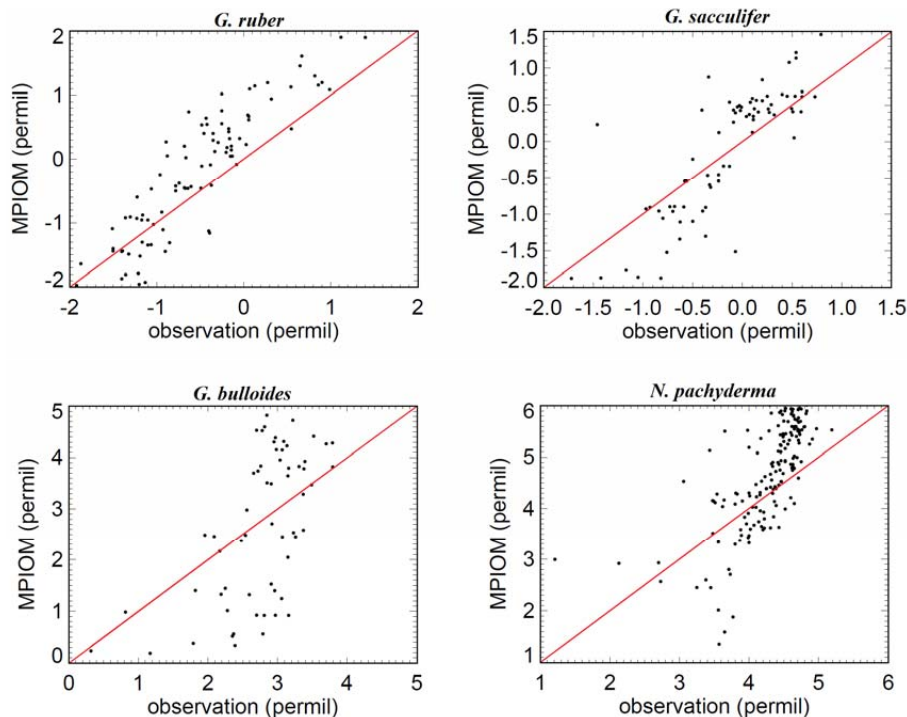 G. ruber
2
1
0
-1
-2
-2 -1 0 1 2
MPIOM (permil)
observation (permil)
G. sacculifer
1.5
1.0
0.5
0.0
-0.5
-1.0
-1.5
-2.0
-2.0 -1.5 -1.0 -0.5 0.0 0.5 1.0 1.5
MPIOM (permil)
observation (permil)
G. bulloides
5
4
3
2
1
0
0 1 2 3 4 5
MPIOM (permil)
observation (permil)
N. pachyderma
6
5
4
3
2
1 2 3 4 5 6
MPIOM (permil)
observation (permil)